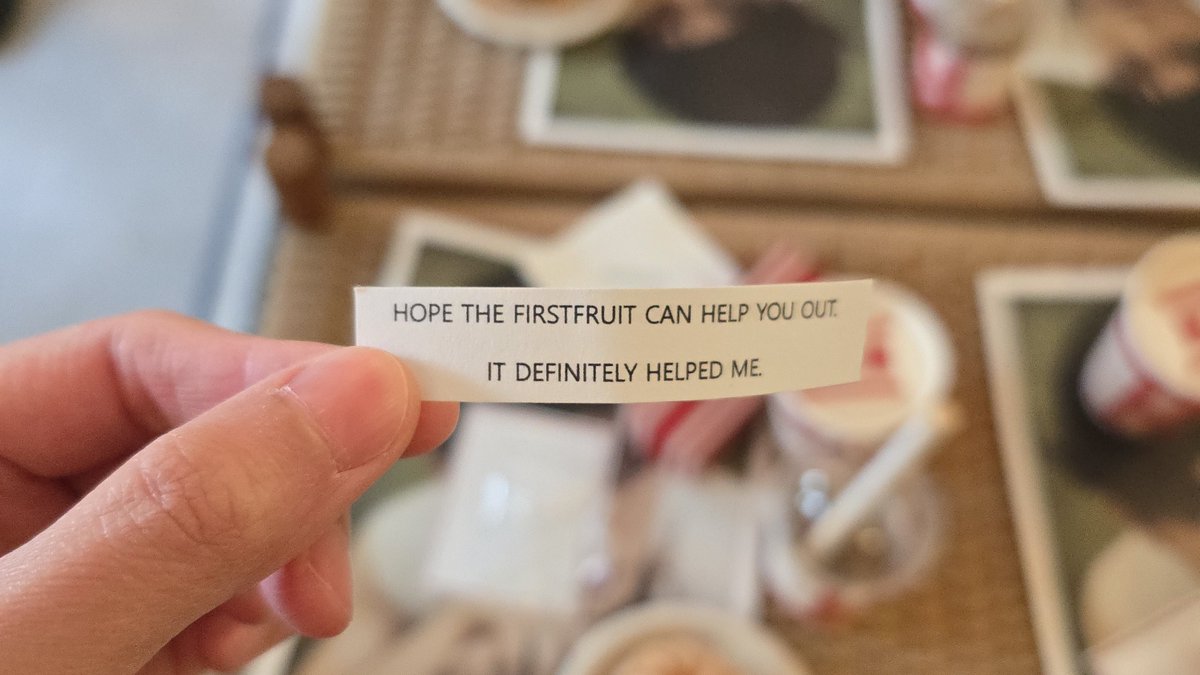 HOPE THE FIRSTFRUIT CAN HELP YOU OUT.
IT DEFINITELY HELPED ME.